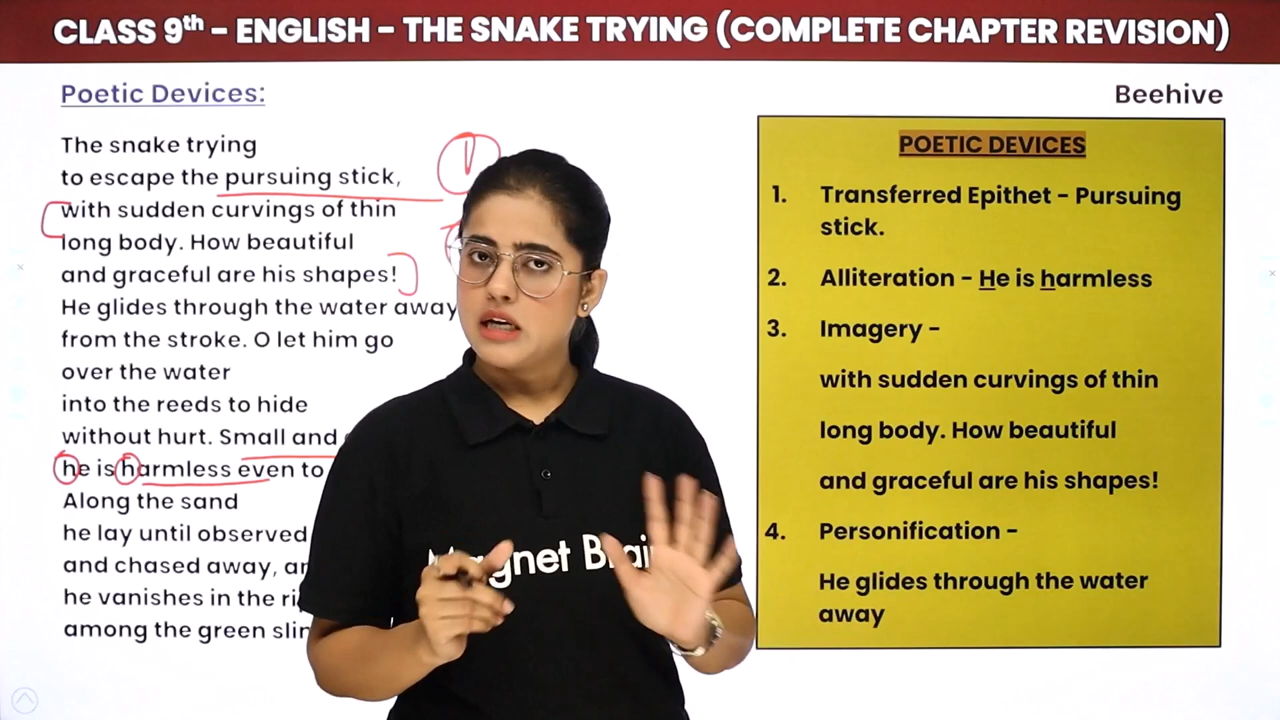 CLASS 9th – ENGLISH – THE SNAKE TRYING (COMPLETE CHAPTER REVISION)
Poetic Devices:
The snake trying
to escape the pursuing stick,
with sudden curvings of thin
long body. How beautiful
and graceful are his shapes!
He glides through the water away
from the stroke. O let him go
over the water
into the reeds to hide
without hurt. Small and
he is harmless even to
Along the sand
he lay until observed
and chased away,
he vanishes in the
among the green
Magnet
Beehive
POETIC DEVICES
1. Transferred Epithet – Pursuing
stick.
2. Alliteration – He is harmless
3. Imagery –
with sudden curvings of thin
long body. How beautiful
and graceful are his shapes!
4. Personification –
He glides through the water
away